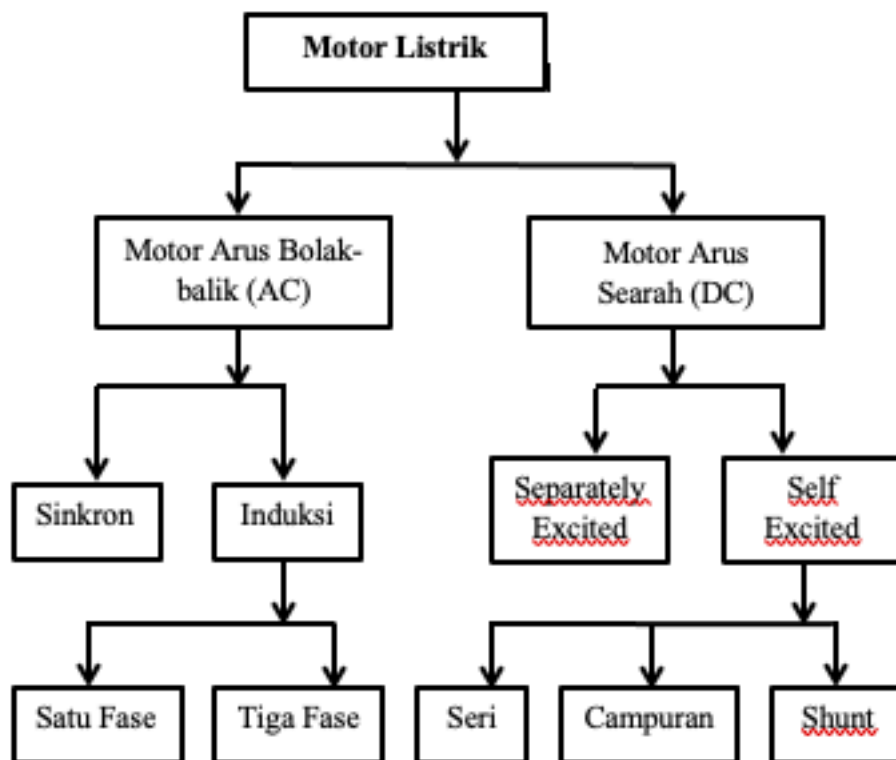 Motor Listrik
Motor Arus Bolak-
balik (AC)
Motor Arus
Searah (DC)
Sinkron
Induksi
Separately
Excited
Self
Excited
Satu Fase
Tiga Fase
Seri
Campuran
Shunt